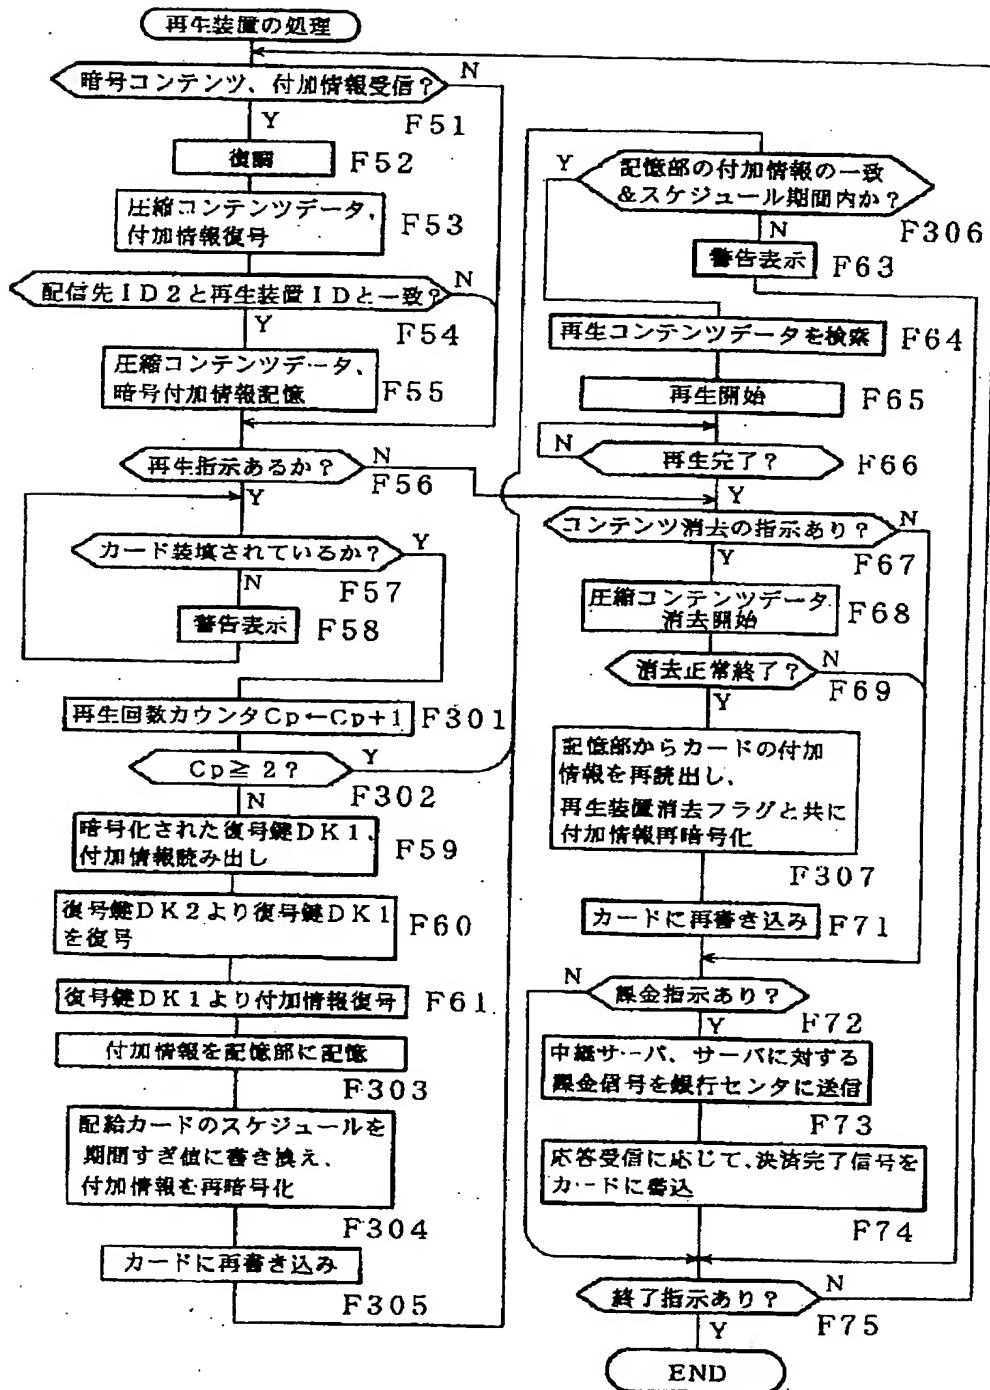 再生装置の処理
暗号コンテンツ、付加情報受信?
N
Y
F51
復調
F52
圧縮コンテンツデータ、
付加情報復号
F53
配信先ID2と再生装置IDと一致?
N
Y
F54
圧縮コンテンツデータ、
暗号付加情報記憶
F55
再生指示あるか?
N
F56
Y
カード装填されているか?
Y
N
F57
警告表示
F58
再生回数カウンタCp←Cp+1
F301
Cp≧2?
Y
F302
N
暗号化された復号鍵DK1、
付加情報読み出し
F59
復号鍵DK2より復号鍵DK1
を復号
F60
復号鍵DK1より付加情報復号
F61
付加情報を記憶部に記憶
F303
配給カードのスケジュールを
期間すぎ値に書き換え、
付加情報を再暗号化
F304
カードに再書き込み
F305
Y
記憶部の付加情報の一致
&スケジュール期間内か?
F306
N
警告表示
F63
再生コンテンツデータを検索
F64
再生開始
F65
N
再生完了?
F66
Y
コンテンツ消去の指示あり?
N
F67
Y
圧縮コンテンツデータ
消去開始
F68
消去正常終了?
N
F69
Y
記憶部からカードの付加
情報を再読出し、
再生装置消去フラグと共に
付加情報再暗号化
F307
カードに再書き込み
F71
N
課金指示あり?
F72
Y
中継サーバ、サーバに対する
課金信号を銀行センタに送信
F73
応答受信に応じて、決済完了信号を
カードに書込
F74
終了指示あり?
N
F75
Y
END